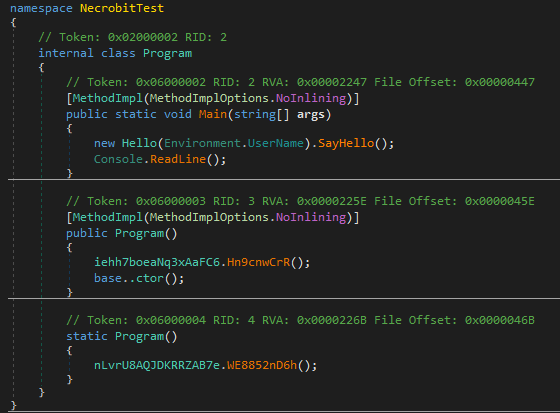 namespace NecrobitTest
{
// Token: 0x02000002 RID: 2
internal class Program
{
// Token: 0x06000002 RID: 2 RVA: 0x00002247 File Offset: 0x00000447
[MethodImpl(MethodImplOptions.NoInlining)]
public static void Main(string[] args)
{
new Hello(Environment.UserName).SayHello();
Console.ReadLine();
}
// Token: 0x06000003 RID: 3 RVA: 0x0000225E File Offset: 0x0000045E
[MethodImpl(MethodImplOptions.NoInlining)]
public Program()
{
iehh7boeaNq3xAaFC6.Hn9cnwCrR();
base..ctor();
}
// Token: 0x06000004 RID: 4 RVA: 0x0000226B File Offset: 0x0000046B
static Program()
{
nLvrU8AQJDKRRZAB7e.WE8852nD6h();
}
}
}